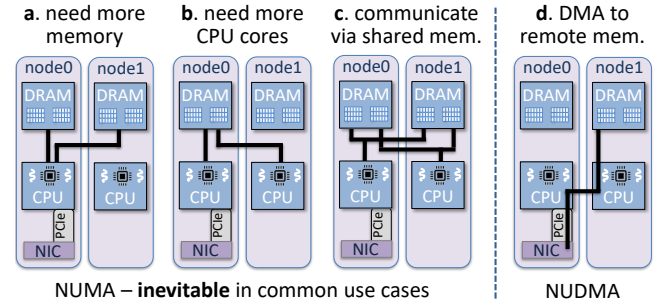 a. need more
memory
b. need more
CPU cores
c. communicate
via shared mem.
d. DMA to
remote mem.
node0
node1
DRAM
DRAM
CPU
CPU
PCIe
NIC
node0
node1
DRAM
DRAM
CPU
CPU
PCIe
NIC
node0
node1
DRAM
DRAM
CPU
CPU
PCIe
NIC
node0
node1
DRAM
DRAM
CPU
CPU
PCIe
NIC
NUMA – inevitable in common use cases
NUDMA